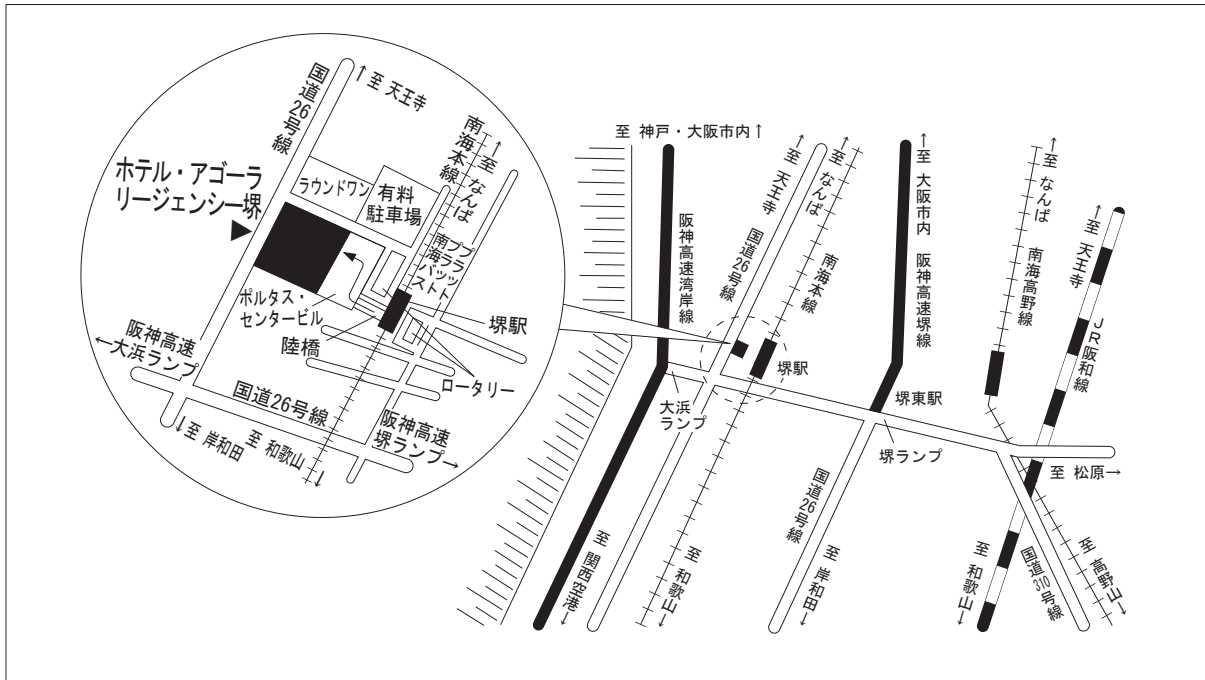 国道26号線
↑至 天王寺
南海本線
↑至 なんば
ホテル・アゴーラ
リージェンシー堺
ラウンドワン
有料
駐車場
プラットプラット
南海バスト
ポルタス・
センタービル
陸橋
堺駅
ロータリー
阪神高速
←大浜ランプ
国道26号線
阪神高速
堺ランプ→
↓至 岸和田
至 和歌山↓
至 神戸・大阪市内↑
阪神高速湾岸線
↑至 天王寺
国道26号線
↑至 なんば
南海本線
↑至 大阪市内
阪神高速堺線
↑至 なんば
南海高野線
↑至 天王寺
JR阪和線
堺駅
大浜
ランプ
堺東駅
堺ランプ
至 松原→
国道26号線
至 関西空港↓
至 和歌山↓
至 岸和田↓
至 和歌山↓
国道310号線
至 高野山↓